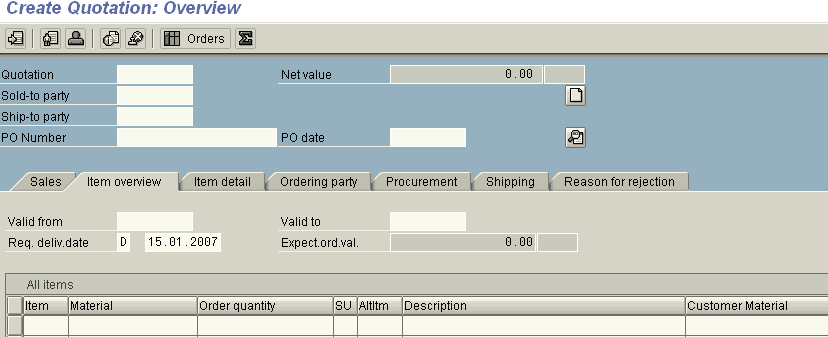 Create Quotation: Overview
Orders
Quotation Net value 0.00
Sold-to party
Ship-to party
PO Number PO date
Sales Item overview Item detail Ordering party Procurement Shipping Reason for rejection
Valid from Valid to
Req. deliv.date D 15.01.2007 Expect.ord.val. 0.00
All items
Item Material Order quantity SU AltItm Description Customer Material